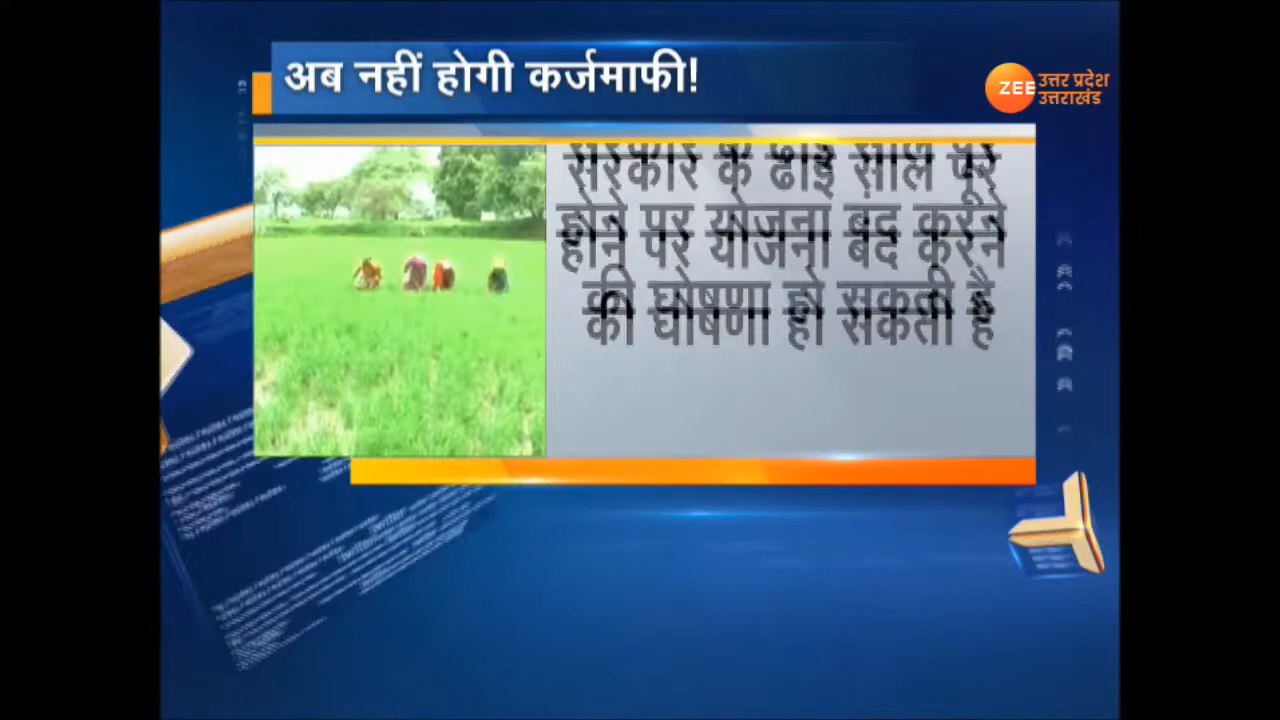 अब नहीं होगी कर्जमाफी!
ZEE
उत्तर प्रदेश
उत्तराखंड
सरकार के ढाई साल पूरे
होने पर योजना बंद करने
की घोषणा हो सकती है